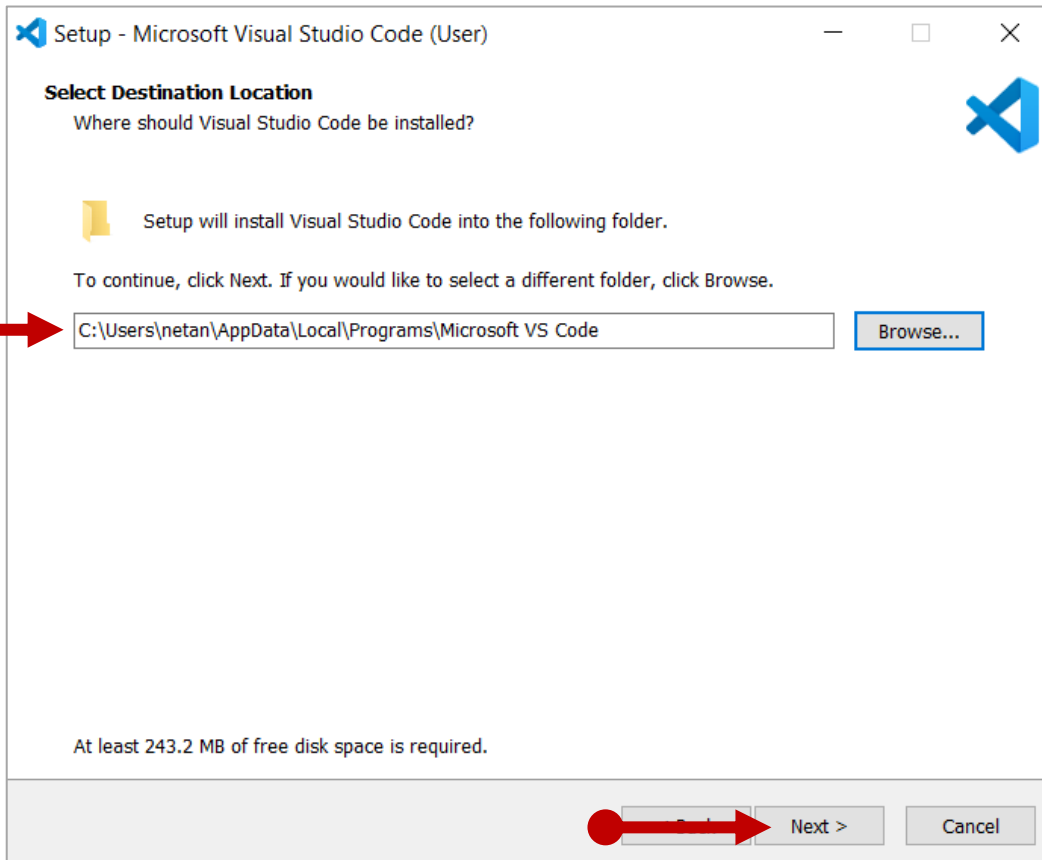 Setup - Microsoft Visual Studio Code (User)
Select Destination Location
Where should Visual Studio Code be installed?
Setup will install Visual Studio Code into the following folder.
To continue, click Next. If you would like to select a different folder, click Browse.
C:\Users\netan\AppData\Local\Programs\Microsoft VS Code
Browse...
At least 243.2 MB of free disk space is required.
Next >
Cancel